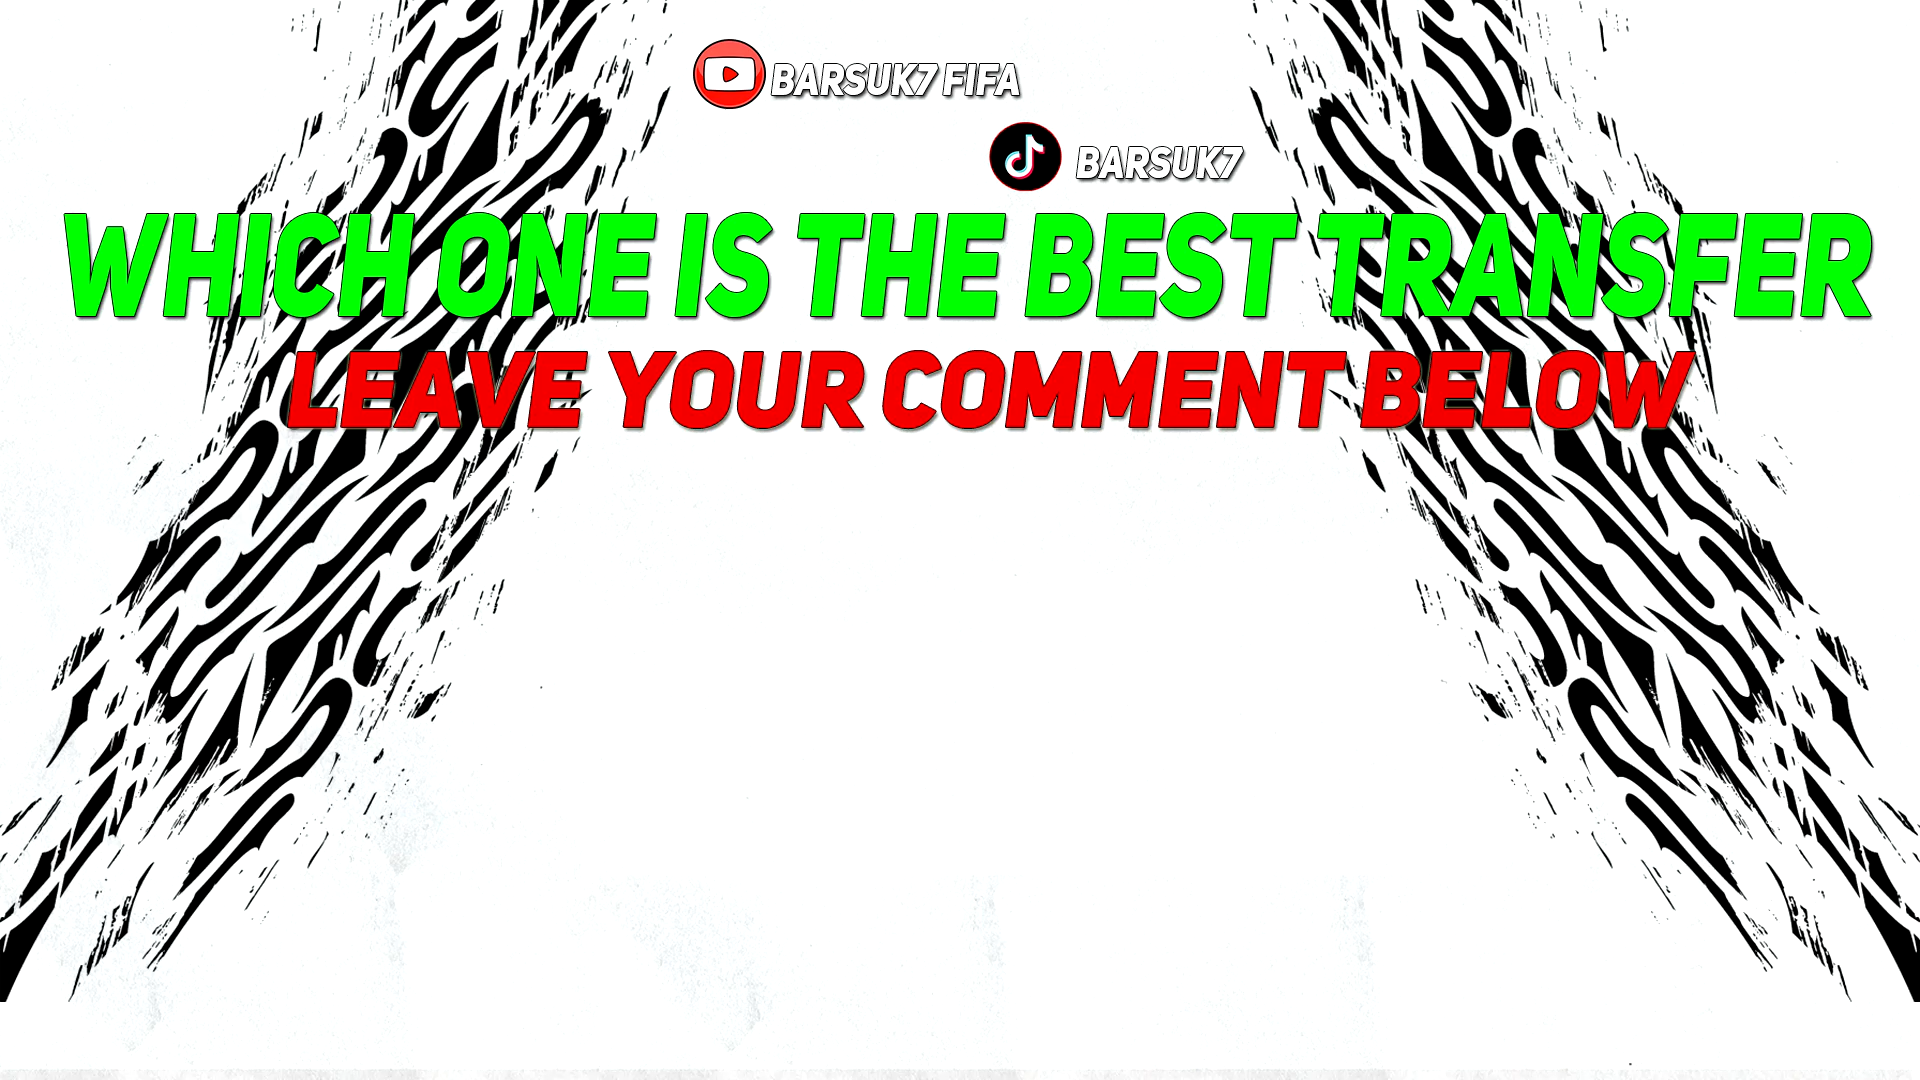 BARSUK7 FIFA
BARSUK7
WHICH ONE IS THE BEST TRANSFER
LEAVE YOUR COMMENT BELOW